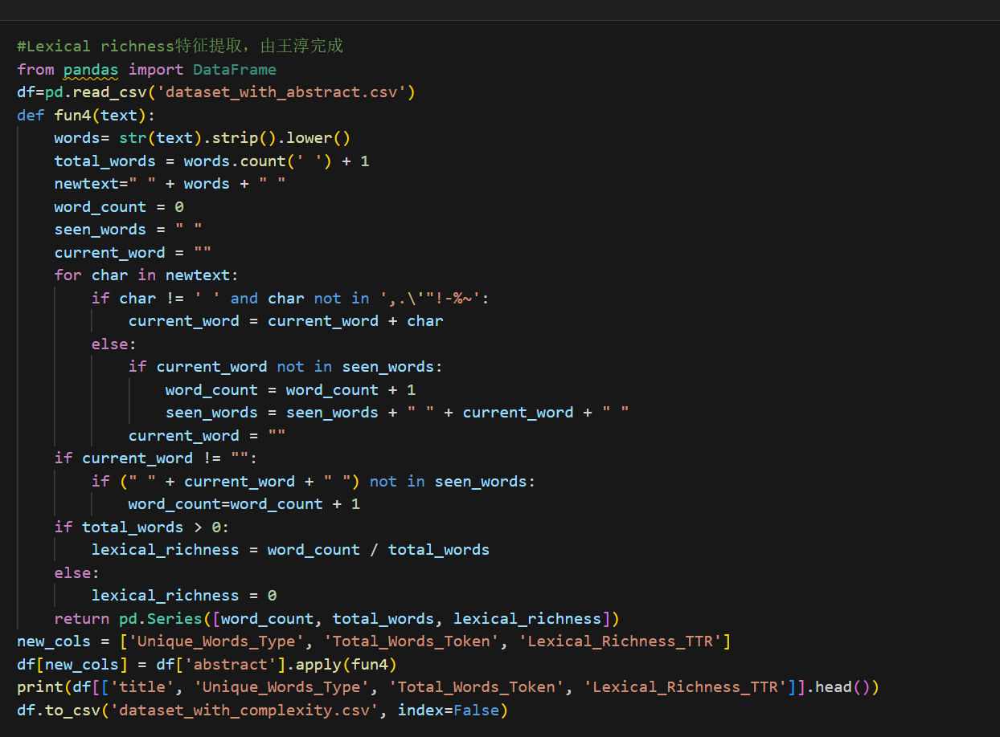 #Lexical richness特征提取，由王淳完成
from pandas import DataFrame
df=pd.read_csv('dataset_with_abstract.csv')
def fun4(text):
    words= str(text).strip().lower()
    total_words = words.count(' ') + 1
    newtext=" " + words + " "
    word_count = 0
    seen_words = " "
    current_word = ""
    for char in newtext:
        if char != ' ' and char not in ',.\'"!-%~':
            current_word = current_word + char
        else:
            if current_word not in seen_words:
                word_count = word_count + 1
                seen_words = seen_words + " " + current_word + " "
            current_word = ""
    if current_word != "":
        if (" " + current_word + " ") not in seen_words:
            word_count=word_count + 1
    if total_words > 0:
        lexical_richness = word_count / total_words
    else:
        lexical_richness = 0
    return pd.Series([word_count, total_words, lexical_richness])
new_cols = ['Unique_Words_Type', 'Total_Words_Token', 'Lexical_Richness_TTR']
df[new_cols] = df['abstract'].apply(fun4)
print(df[['title', 'Unique_Words_Type', 'Total_Words_Token', 'Lexical_Richness_TTR']].head())
df.to_csv('dataset_with_complexity.csv', index=False)